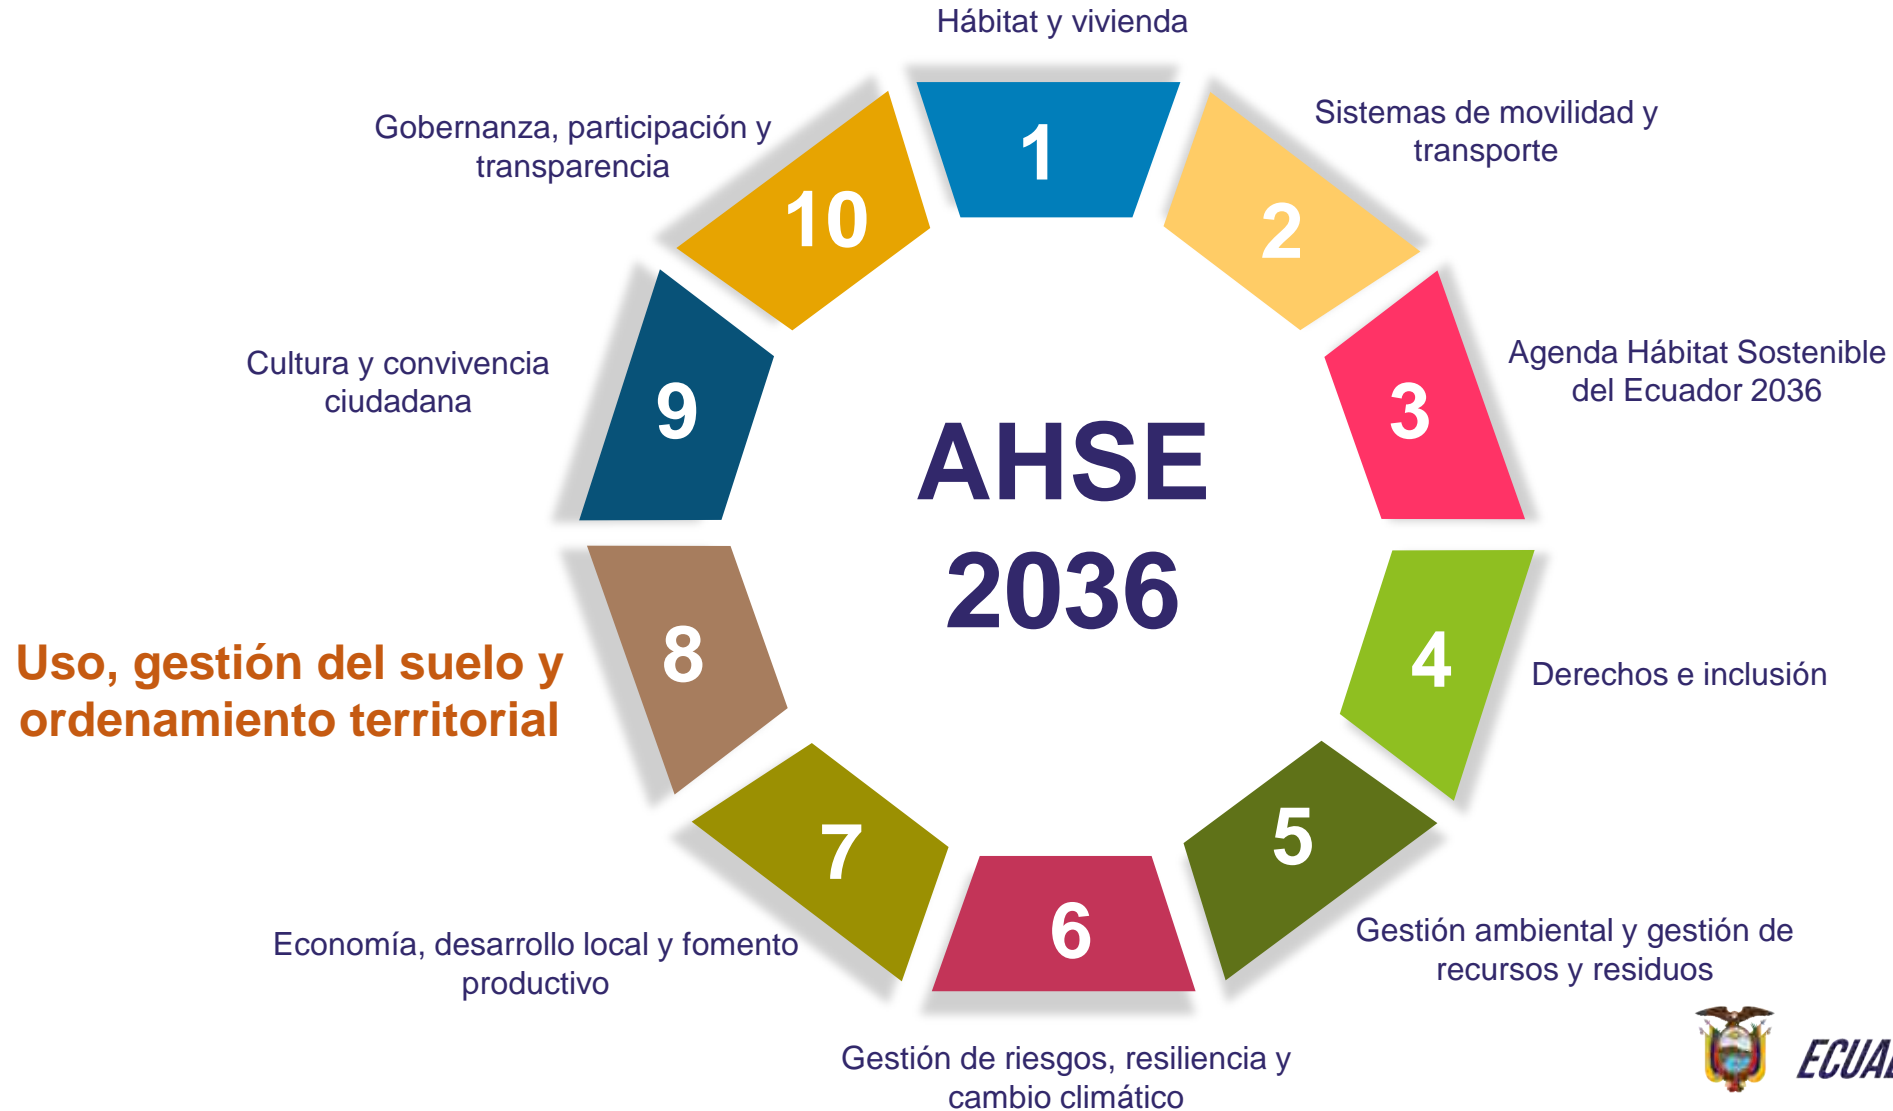 Hábitat y vivienda
1
Sistemas de movilidad y
transporte
2
Agenda Hábitat Sostenible
del Ecuador 2036
3
Derechos e inclusión
4
Gestión ambiental y gestión de
recursos y residuos
5
Gestión de riesgos, resiliencia y
cambio climático
6
Economía, desarrollo local y fomento
productivo
7
Uso, gestión del suelo y
ordenamiento territorial
8
Cultura y convivencia
ciudadana
9
Gobernanza, participación y
transparencia
10
AHSE
2036